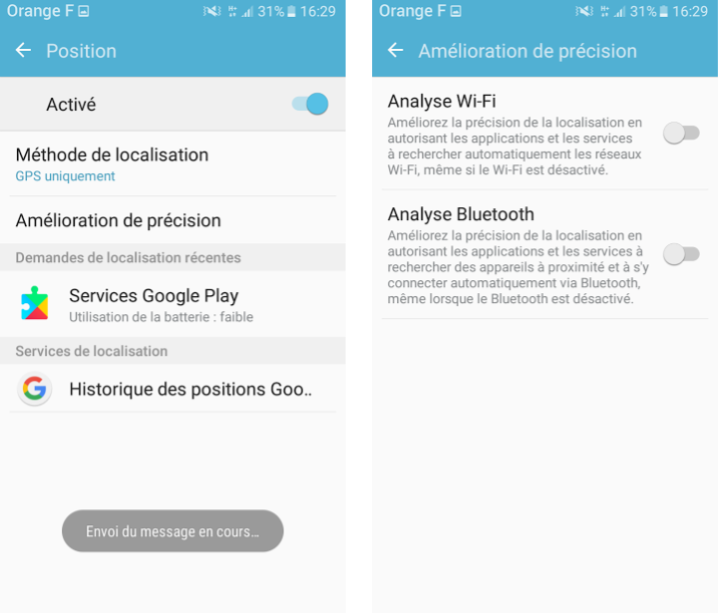 Orange F 31% 16:29
Position
Activé
Méthode de localisation
GPS uniquement
Amélioration de précision
Demandes de localisation récentes
Services Google Play
Utilisation de la batterie : faible
Services de localisation
Historique des positions Goo..
Envoi du message en cours...
Orange F 31% 16:29
Amélioration de précision
Analyse Wi-Fi
Améliorez la précision de la localisation en
autorisant les applications et les services
à rechercher automatiquement les réseaux
Wi-Fi, même si le Wi-Fi est désactivé.
Analyse Bluetooth
Améliorez la précision de la localisation en
autorisant les applications et les services à
rechercher des appareils à proximité et à s'y
connecter automatiquement via Bluetooth,
même lorsque le Bluetooth est désactivé.